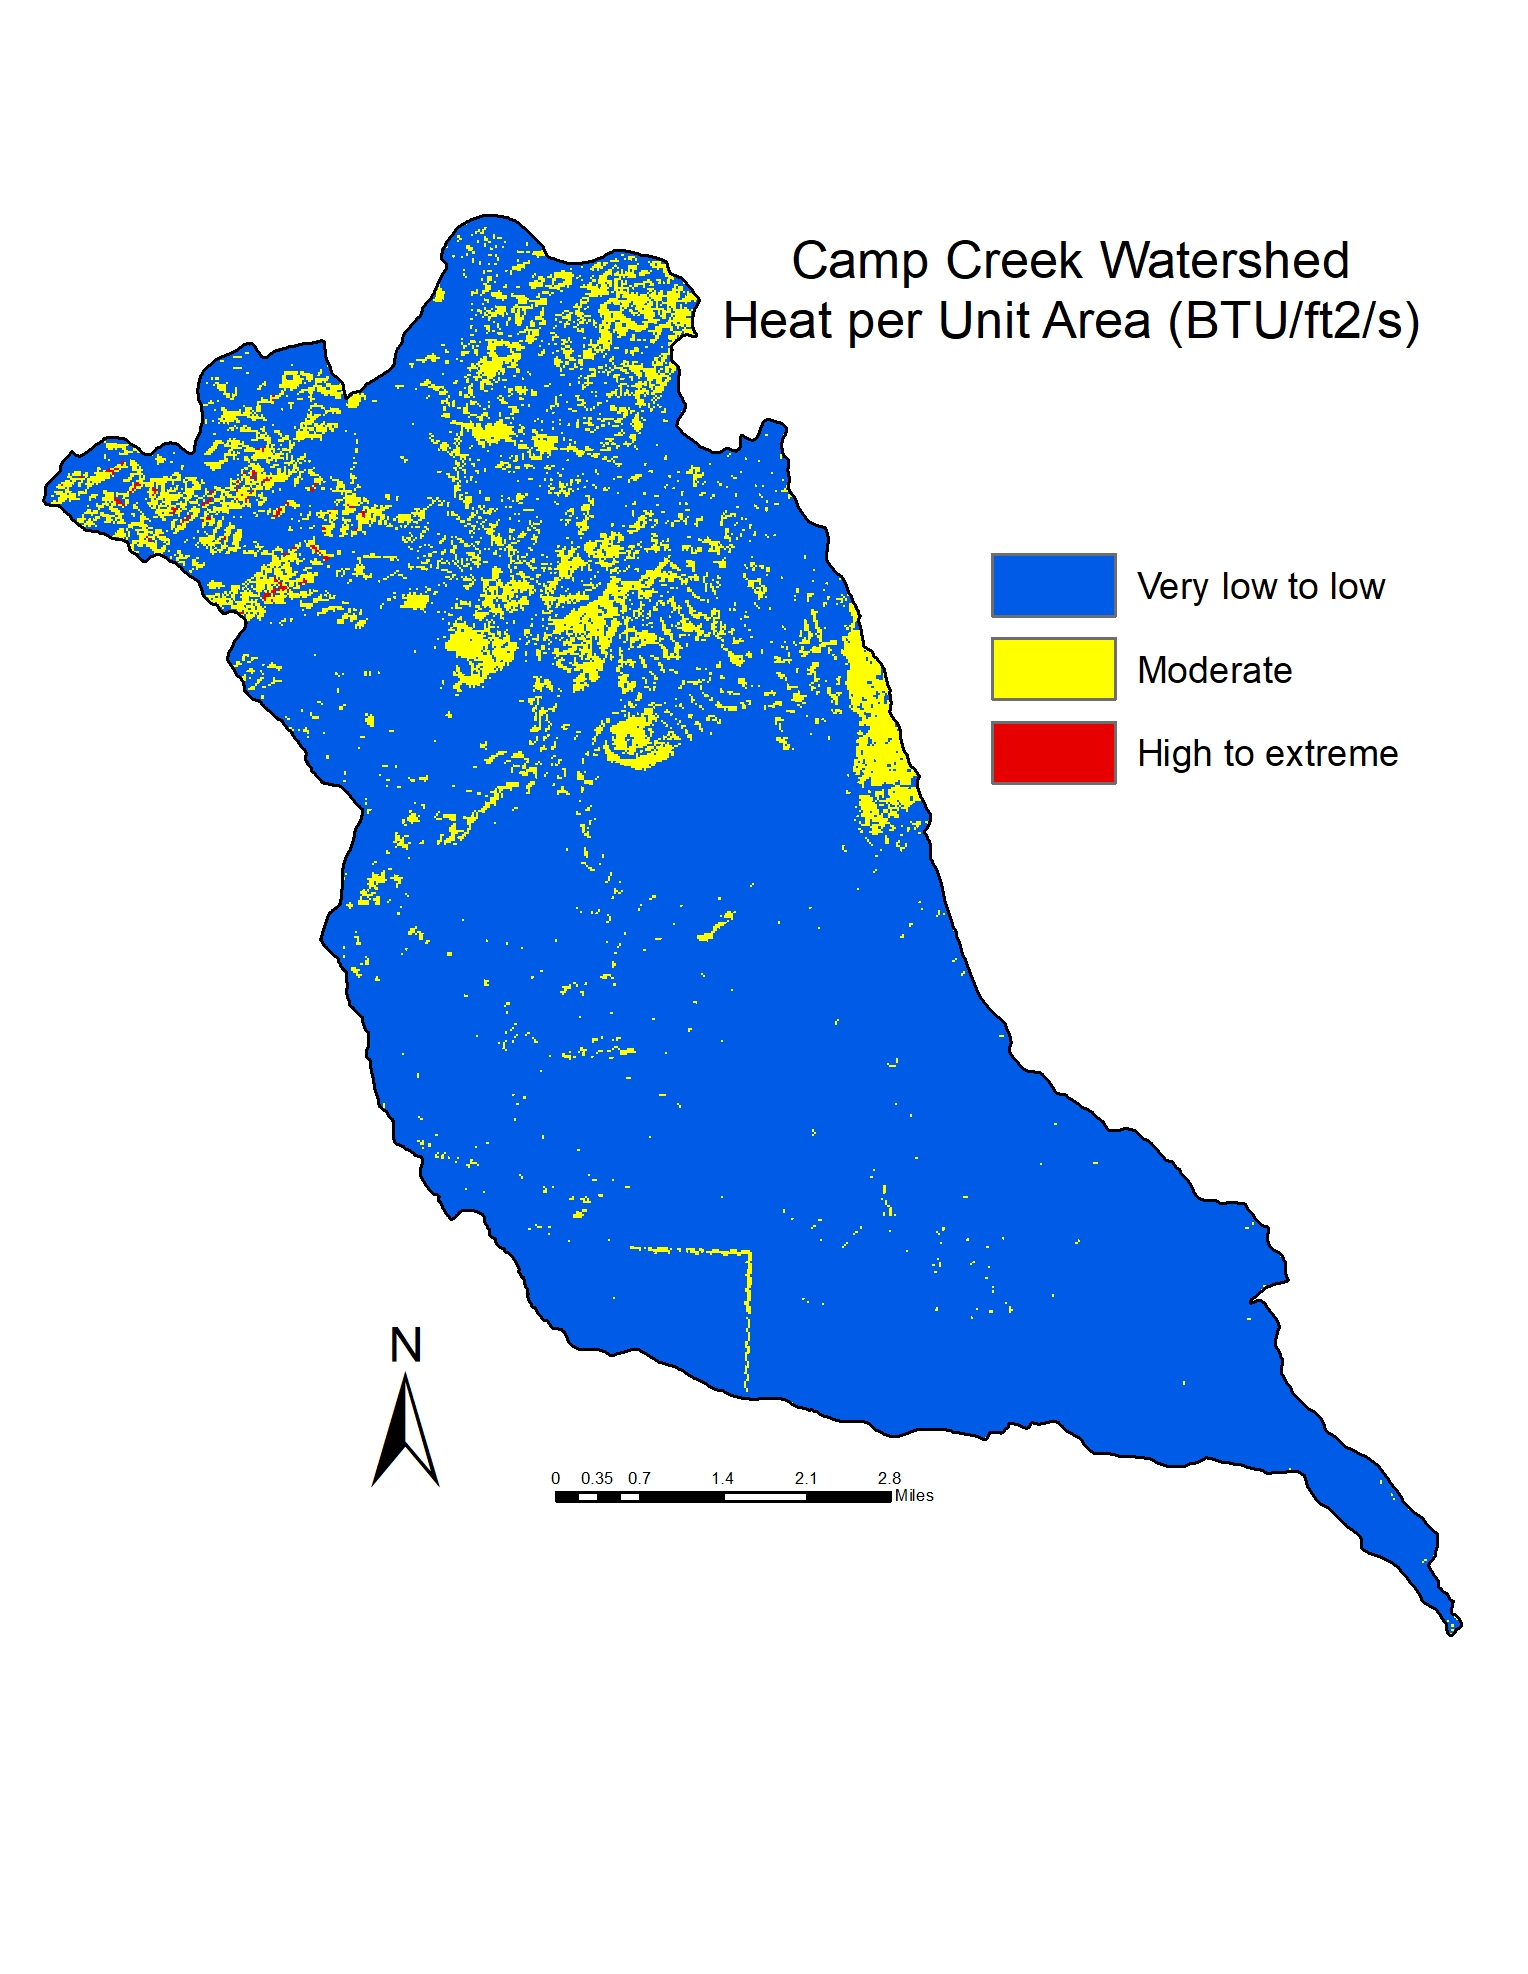 Camp Creek Watershed
Heat per Unit Area (BTU/ft2/s)
Very low to low
Moderate
High to extreme
N
0 0.35 0.7 1.4 2.1 2.8
Miles